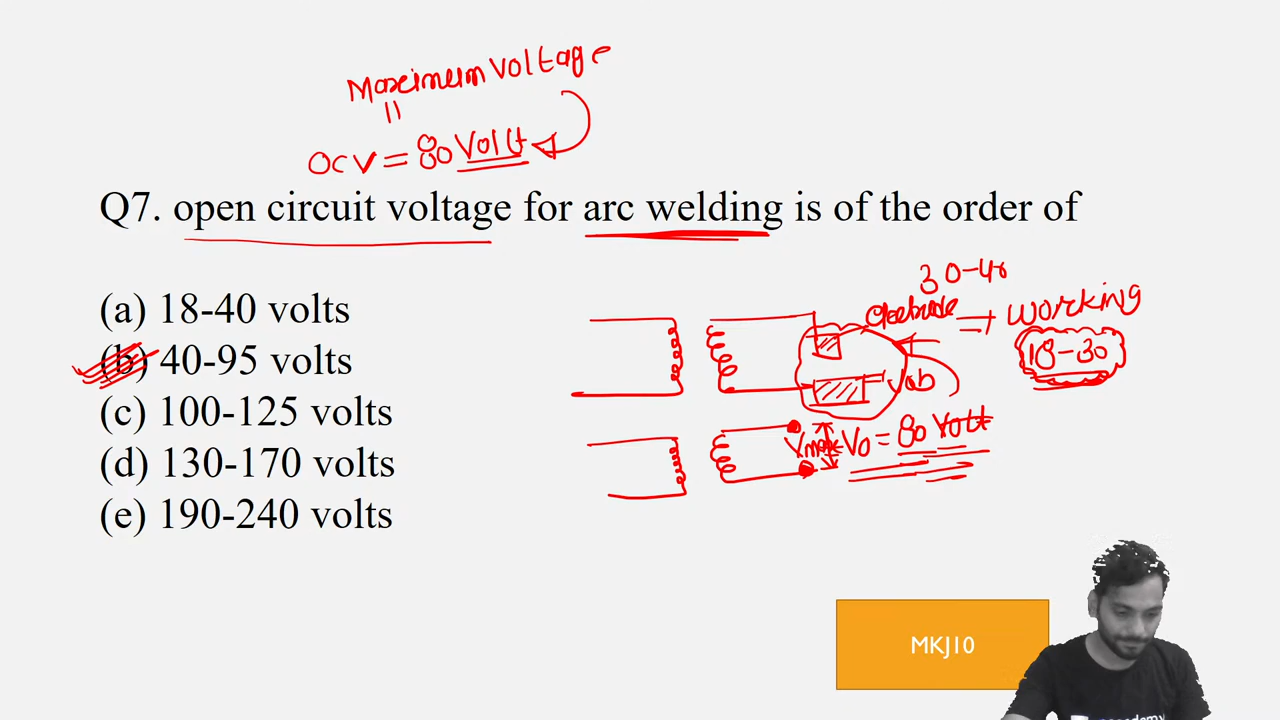 Maximum Voltage
OCV = 80 Volt
Q7. open circuit voltage for arc welding is of the order of
30-40
(a) 18-40 volts
Electrode ⇒ working
(b) 40-95 volts
18-30
Job
(c) 100-125 volts
Vmax Vo = 80 Volt
(d) 130-170 volts
(e) 190-240 volts
MKJ10